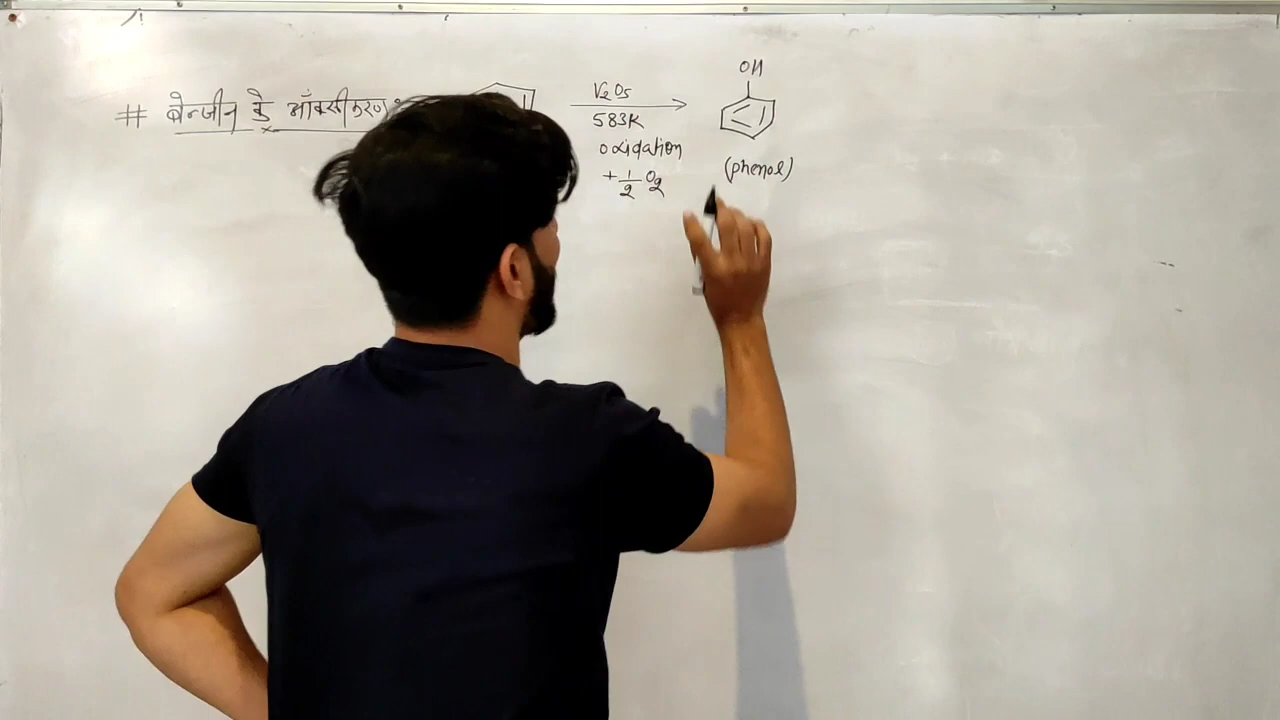 # बेन्जीन के ऑक्सीकरण
V₂O₅
583K
oxidation
+ 1/2 O₂
OH
(phenol)